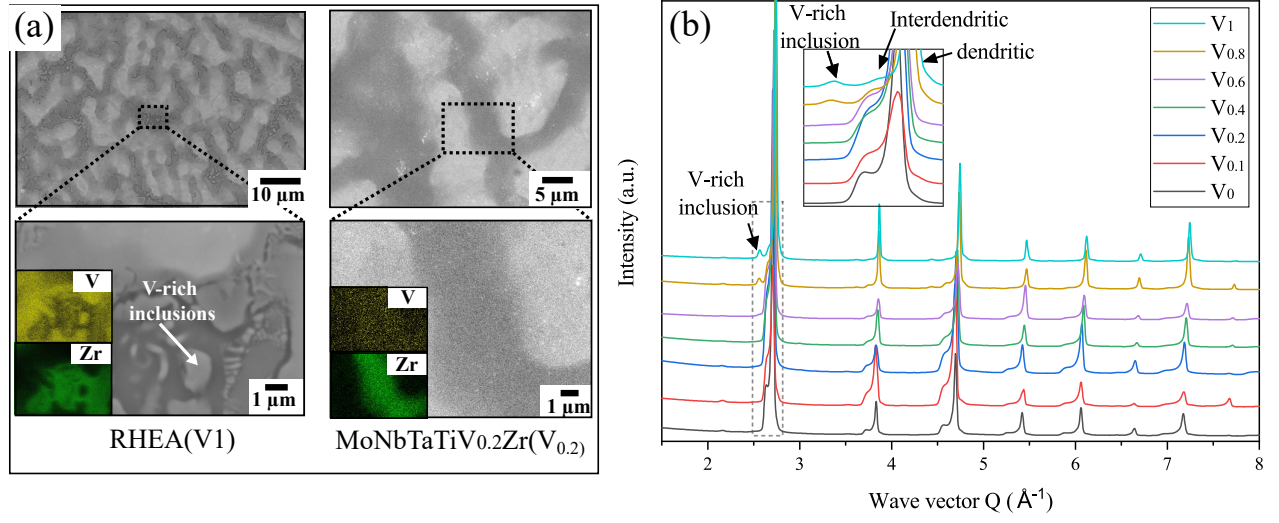 (a)
10 µm
5 µm
V
V-rich
inclusions
Zr
1 µm
V
Zr
1 µm
RHEA(V1)
MoNbTaTiV0.2Zr(V0.2)
(b)
V-rich
inclusion
Interdendritic
dendritic
V1
V0.8
V0.6
V0.4
V0.2
V0.1
V0
V-rich
inclusion
Intensity (a.u.)
2 3 4 5 6 7 8
Wave vector Q (Å-1)